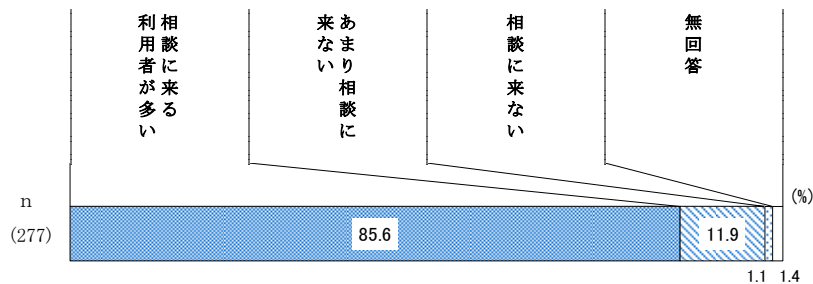 相談に来る
利用者が多い
あまり相談に
来ない
相談に来ない
無回答
(%)
n
(277)
85.6
11.9
1.1
1.4